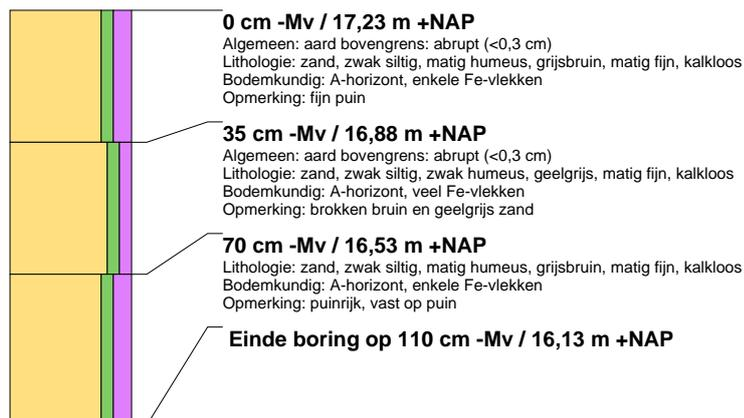 0 cm -Mv / 17,23 m +NAP
Algemeen: aard bovengrens: abrupt (<0,3 cm)
Lithologie: zand, zwak siltig, matig humeus, grijsbruin, matig fijn, kalkloos
Bodemkundig: A-horizont, enkele Fe-vlekken
Opmerking: fijn puin
35 cm -Mv / 16,88 m +NAP
Algemeen: aard bovengrens: abrupt (<0,3 cm)
Lithologie: zand, zwak siltig, zwak humeus, geelgrijs, matig fijn, kalkloos
Bodemkundig: A-horizont, veel Fe-vlekken
Opmerking: brokken bruin en geelgrijs zand
70 cm -Mv / 16,53 m +NAP
Lithologie: zand, zwak siltig, matig humeus, grijsbruin, matig fijn, kalkloos
Bodemkundig: A-horizont, enkele Fe-vlekken
Opmerking: puinrijk, vast op puin
Einde boring op 110 cm -Mv / 16,13 m +NAP